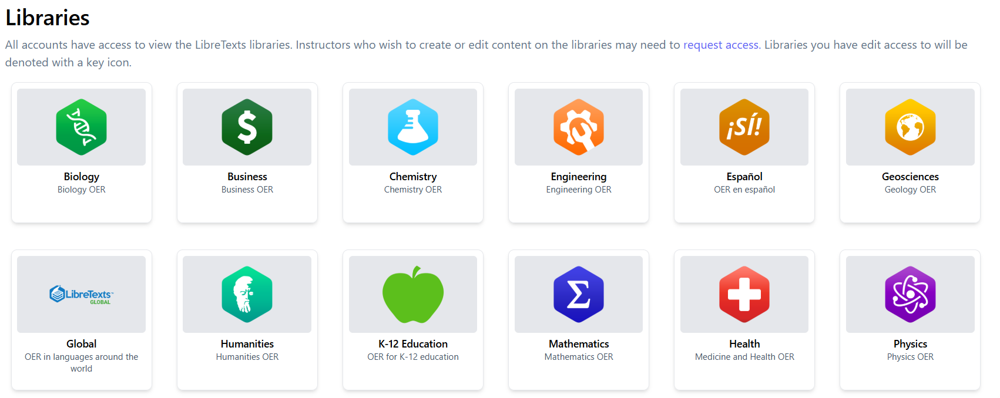 Libraries
All accounts have access to view the LibreTexts libraries. Instructors who wish to create or edit content on the libraries may need to request access. Libraries you have edit access to will be
denoted with a key icon.
$
¡SÍ!
Biology
Biology OER
Business
Business OER
Chemistry
Chemistry OER
Engineering
Engineering OER
Español
OER en español
Geosciences
Geology OER
LibreTexts™
GLOBAL
Σ
Global
OER in languages around the
world
Humanities
Humanities OER
K-12 Education
OER for K-12 education
Mathematics
Mathematics OER
Health
Medicine and Health OER
Physics
Physics OER